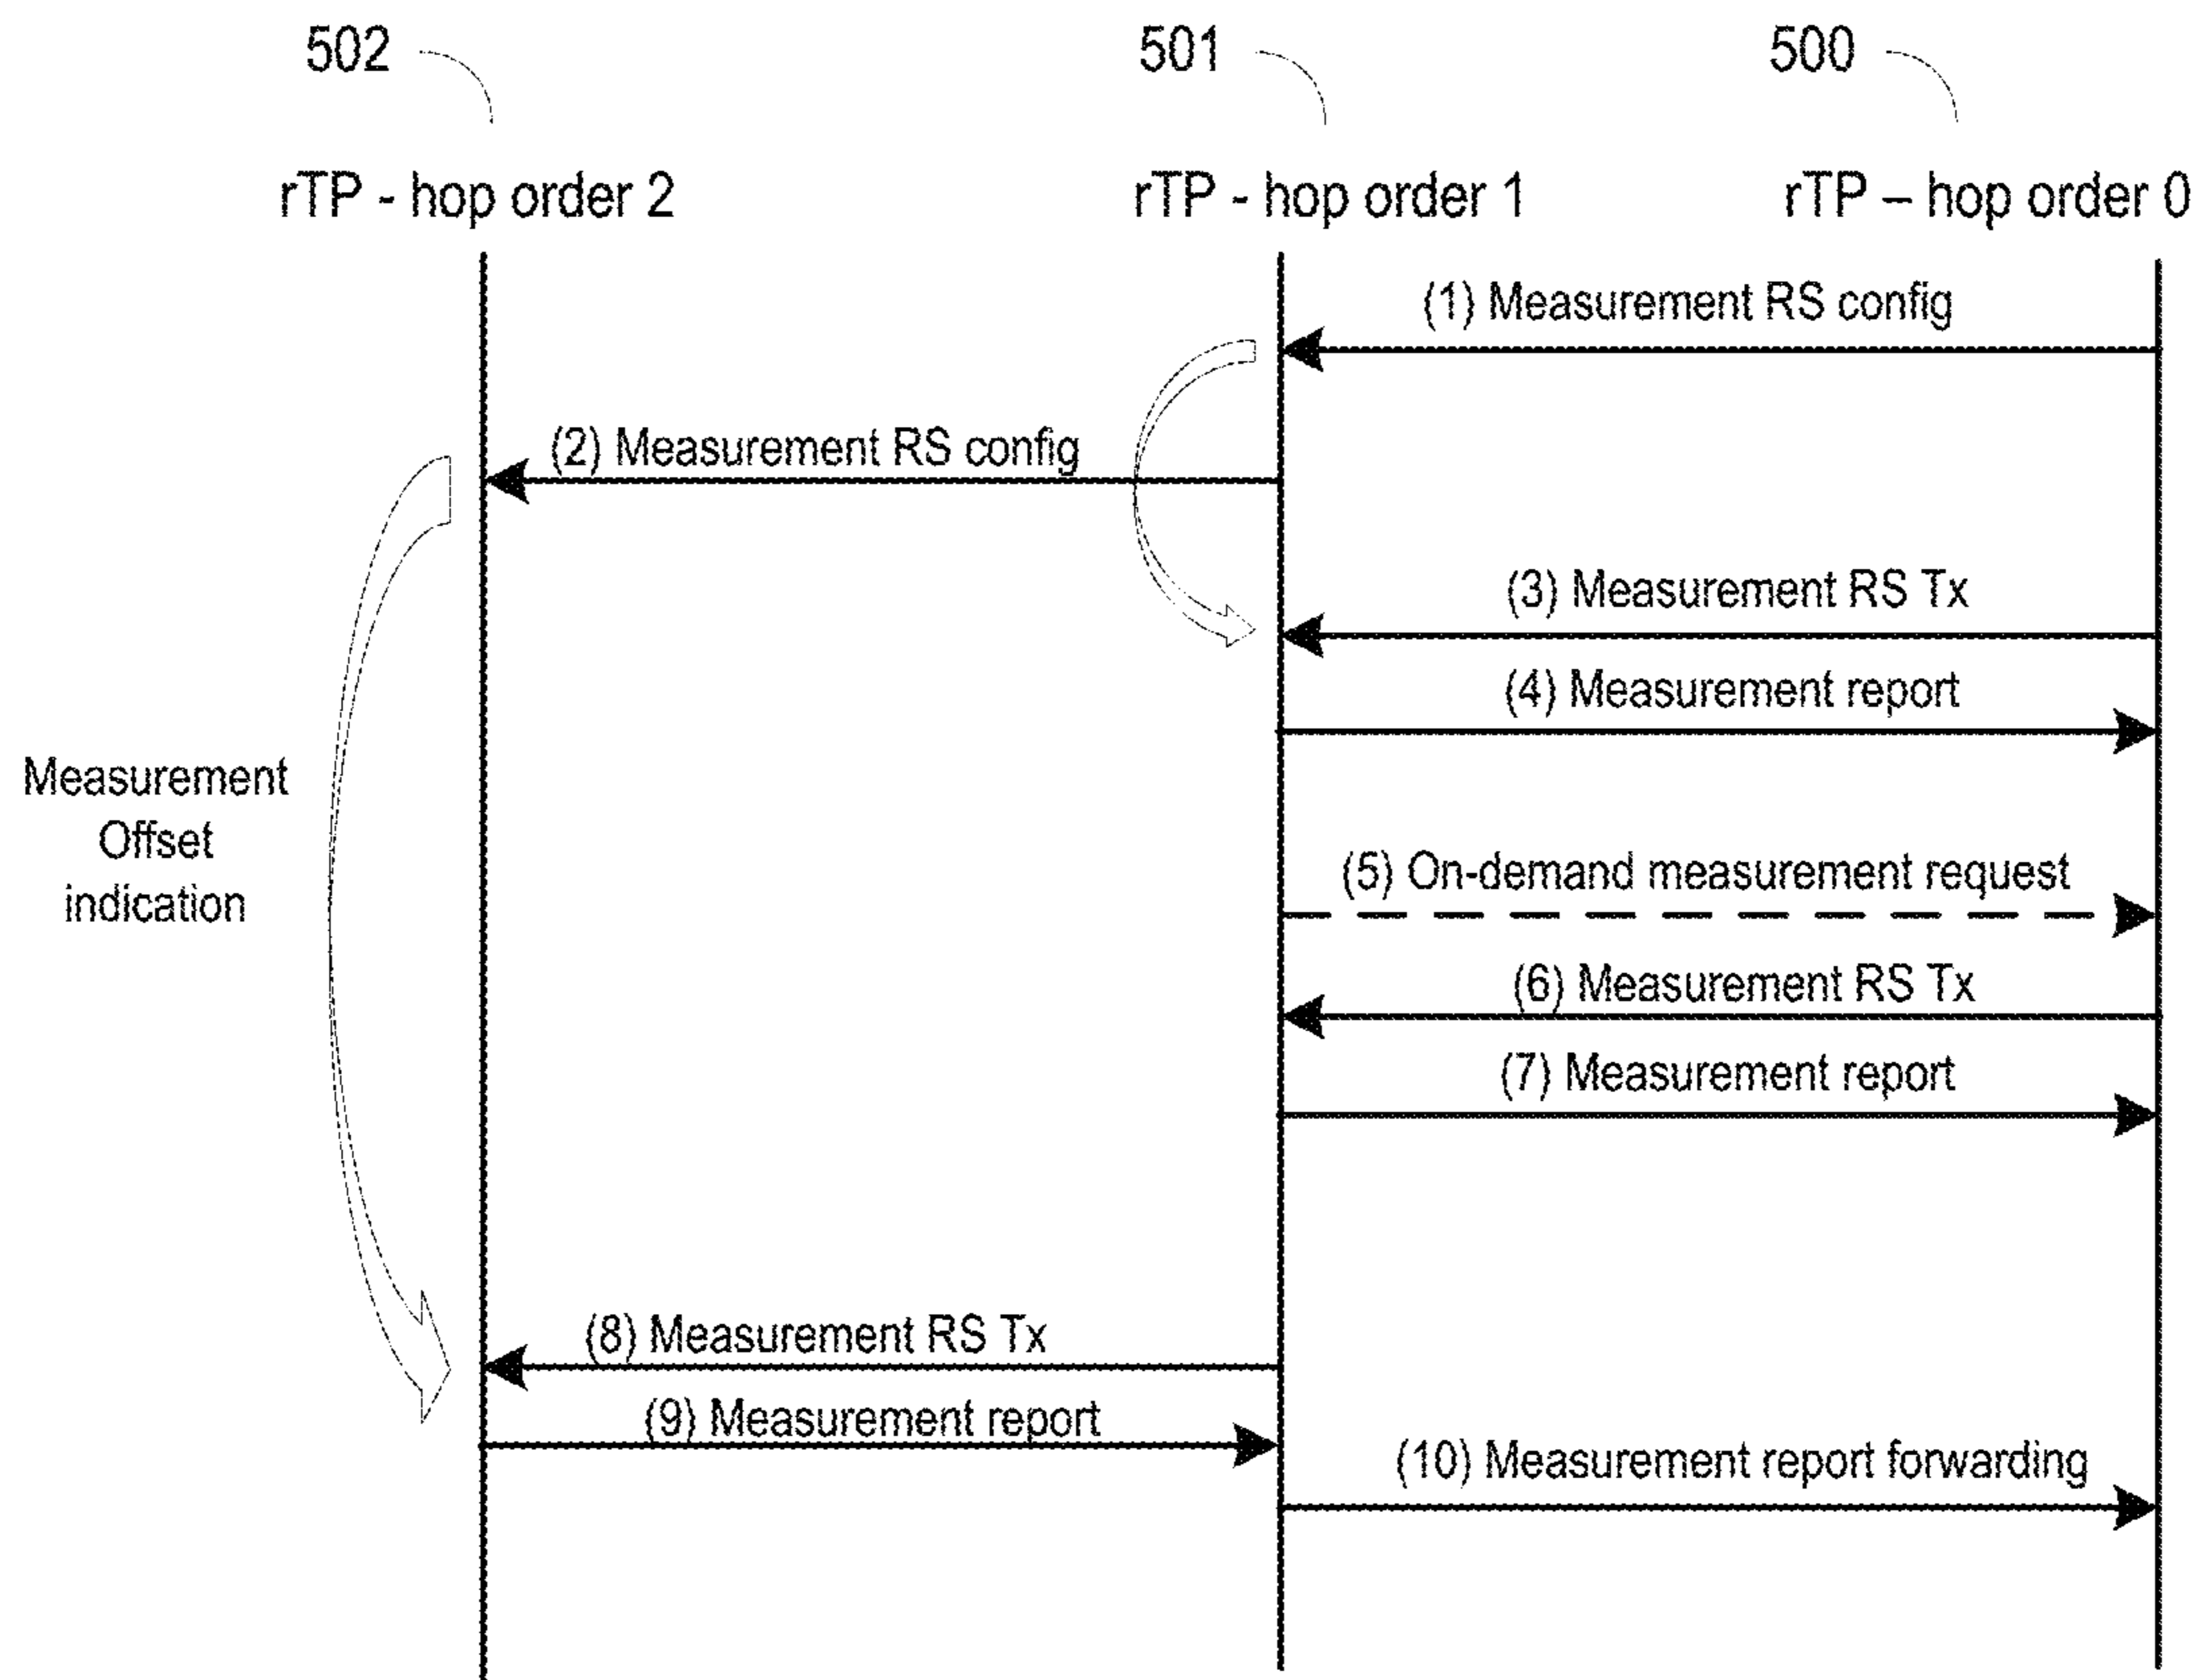 502
501
500
rTP - hop order 2
rTP - hop order 1
rTP – hop order 0
(1) Measurement RS config
(2) Measurement RS config
(3) Measurement RS Tx
(4) Measurement report
Measurement
Offset
indication
(5) On-demand measurement request
(6) Measurement RS Tx
(7) Measurement report
(8) Measurement RS Tx
(9) Measurement report
(10) Measurement report forwarding